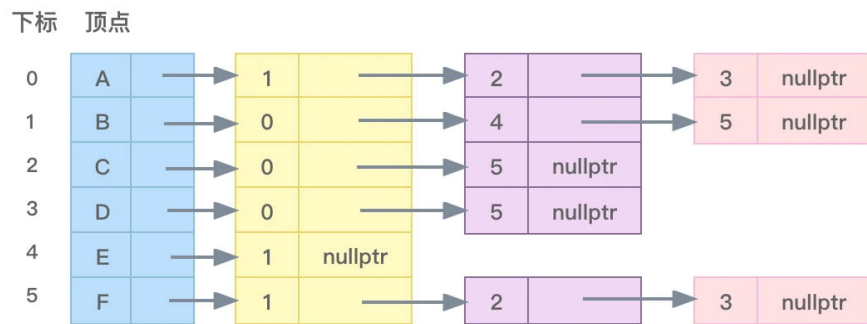 下标 顶点
0 A 1 2 3 nullptr
1 B 0 4 5 nullptr
2 C 0 5 nullptr
3 D 0 5 nullptr
4 E 1 nullptr
5 F 1 2 3 nullptr